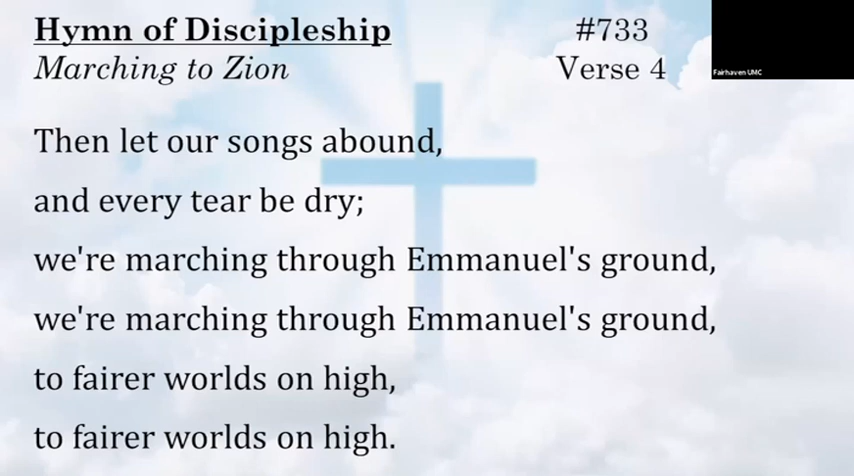 Hymn of Discipleship
#733
Marching to Zion
Verse 4
Fairhaven UMC
Then let our songs abound,
and every tear be dry;
we're marching through Emmanuel's ground,
we're marching through Emmanuel's ground,
to fairer worlds on high,
to fairer worlds on high.